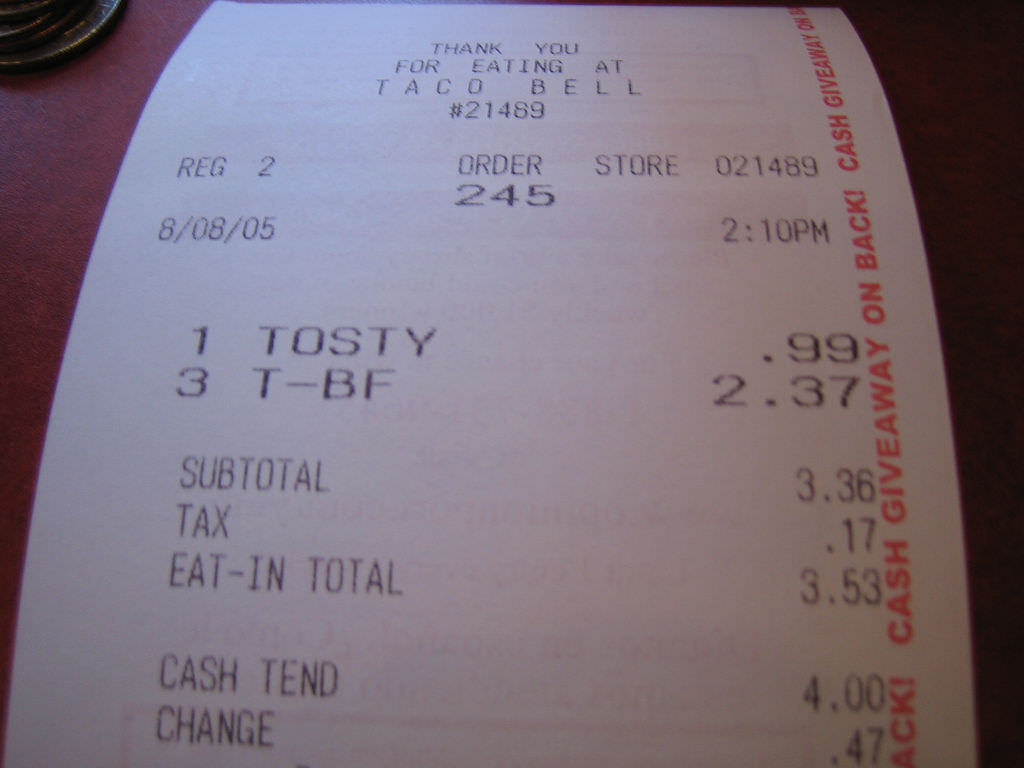 THANK YOU
FOR EATING AT
TACO BELL
#21489
REG 2 ORDER STORE 021489
245
8/08/05 2:10PM
1 TOSTY .99
3 T-BF 2.37
SUBTOTAL 3.36
TAX .17
EAT-IN TOTAL 3.53
CASH TEND 4.00
CHANGE .47
CASH GIVEAWAY ON
CASH GIVEAWAY ON BACK!
ACK!